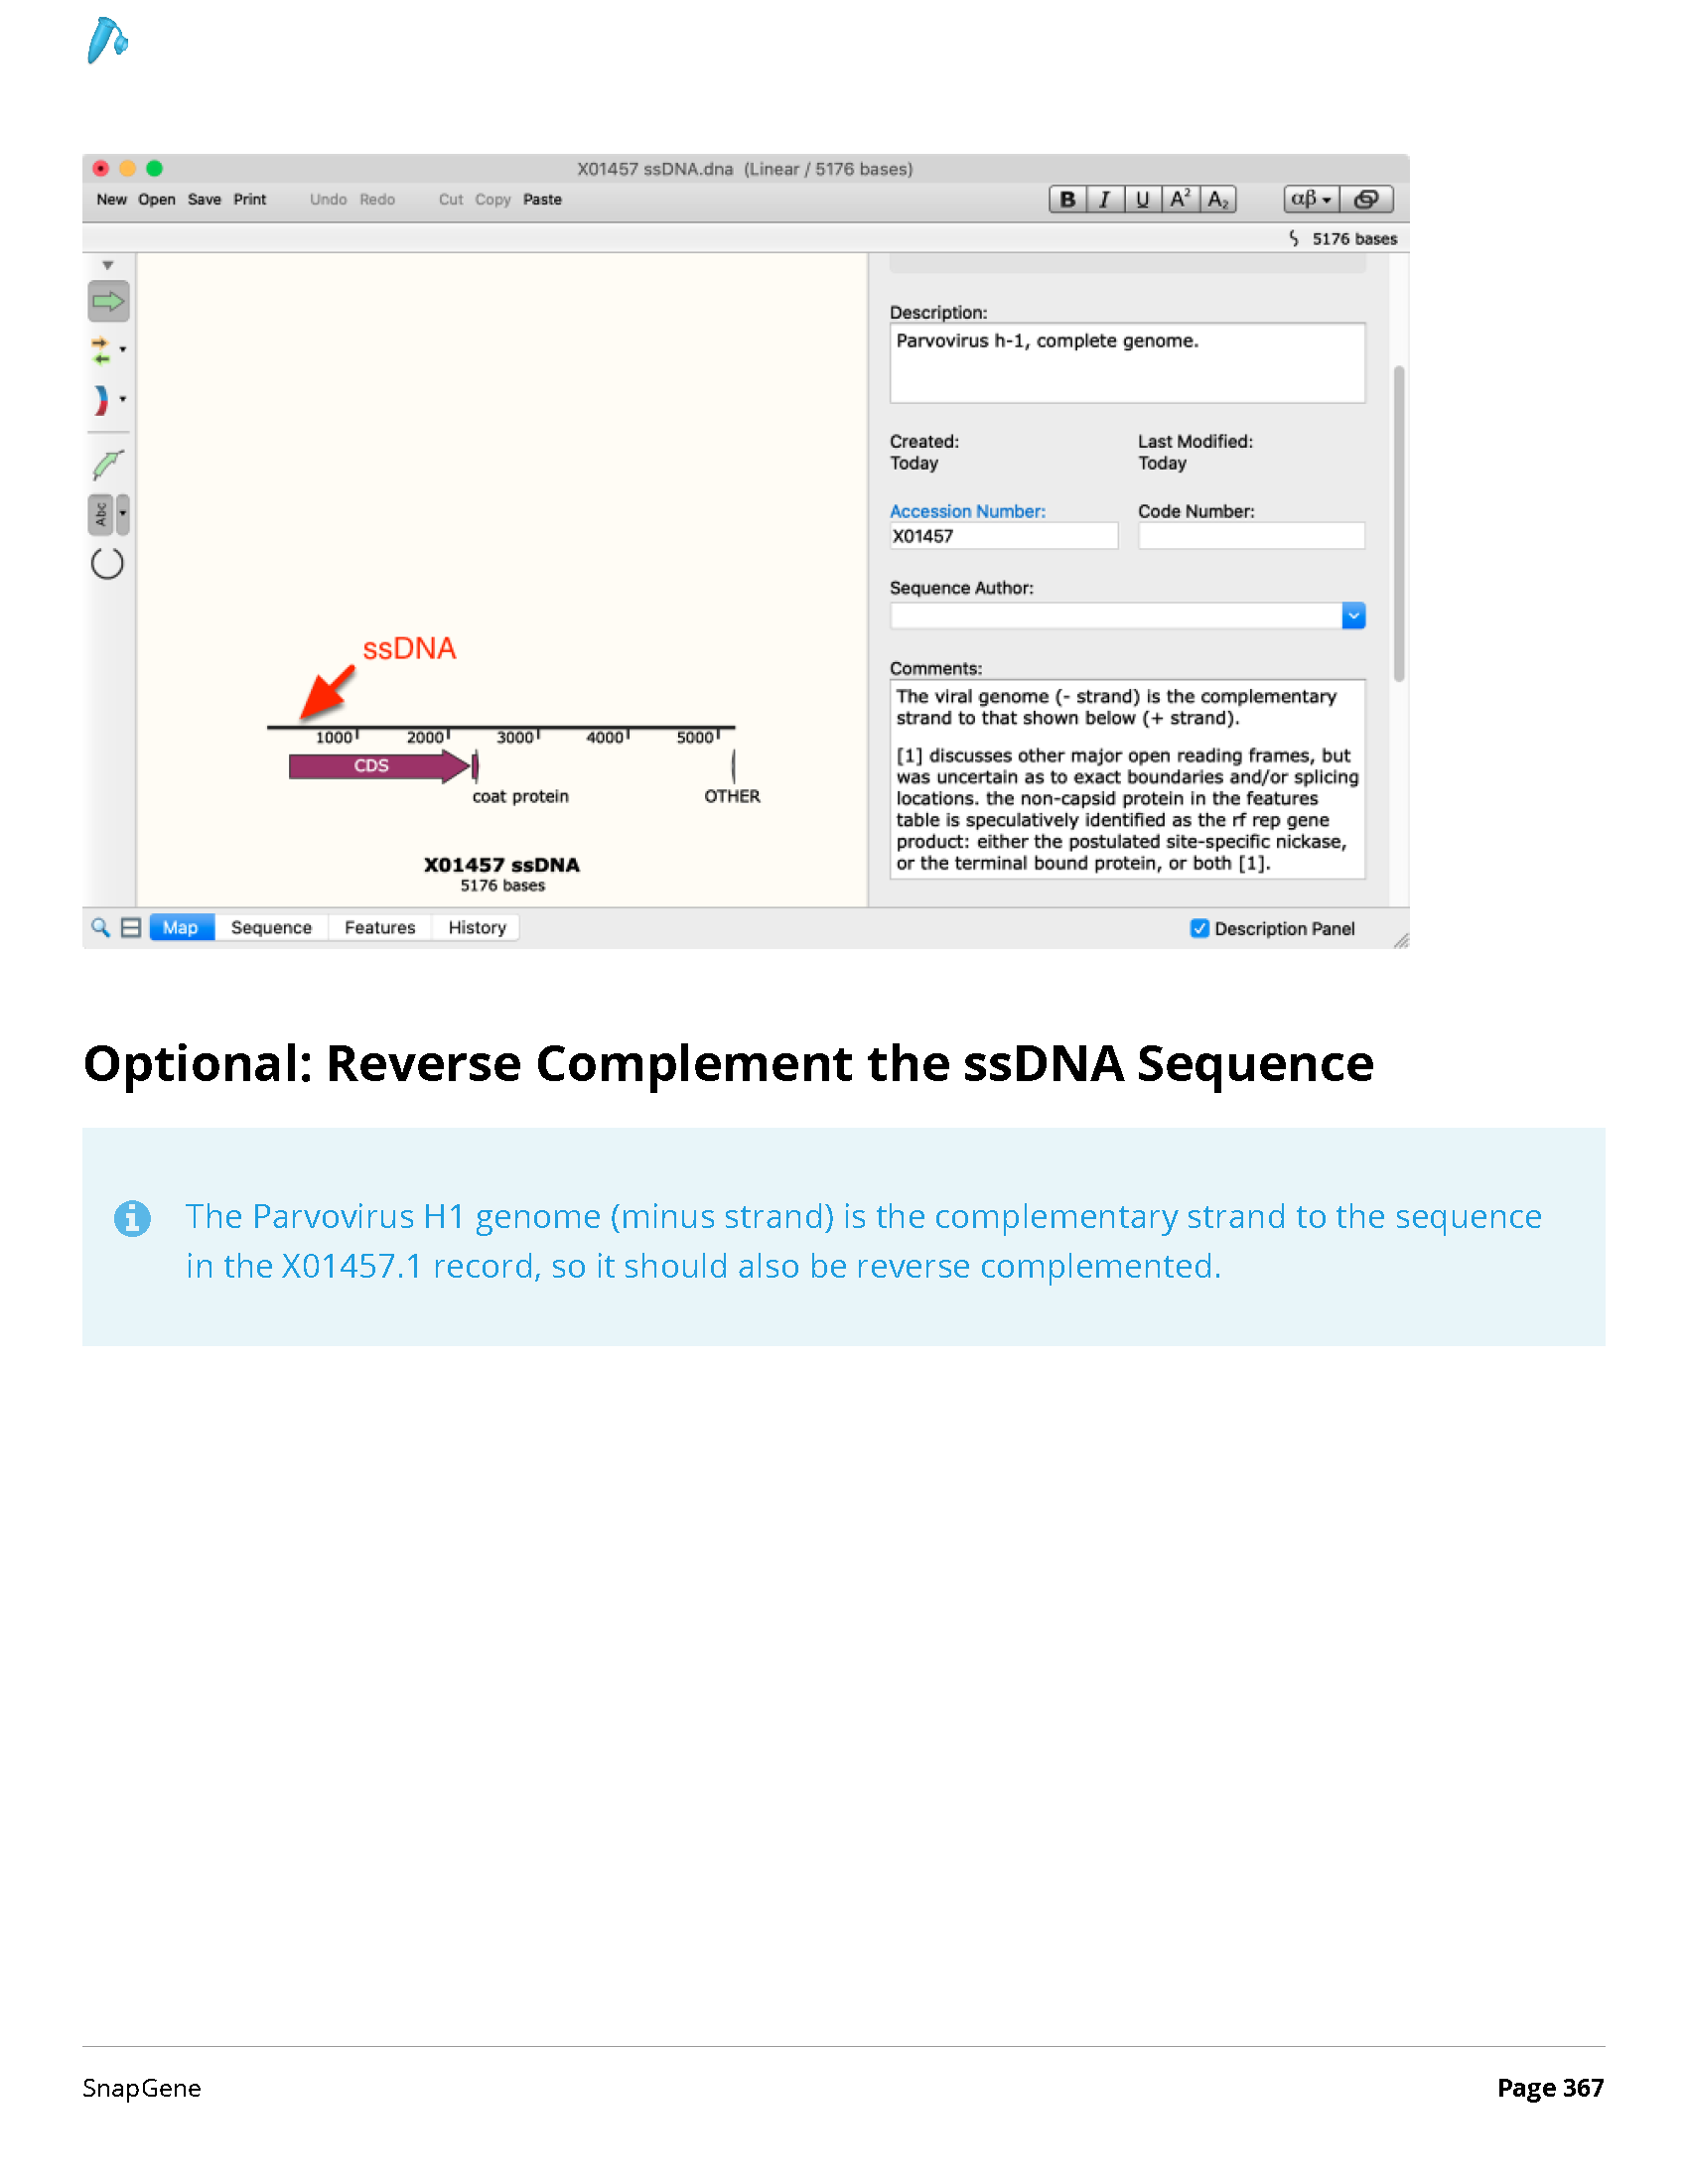 X01457 ssDNA.dna (Linear / 5176 bases)
New Open Save Print Undo Redo Cut Copy Paste B I U A² A₂ αβ
5176 bases
Description:
Parvovirus h-1, complete genome.
Created: Last Modified:
Today Today
Accession Number: Code Number:
X01457
Sequence Author:
Comments:
The viral genome (- strand) is the complementary
strand to that shown below (+ strand).
[1] discusses other major open reading frames, but
was uncertain as to exact boundaries and/or splicing
locations. the non-capsid protein in the features
table is speculatively identified as the rf rep gene
product: either the postulated site-specific nickase,
or the terminal bound protein, or both [1].
Abc
ssDNA
1000 2000 3000 4000 5000
CDS
coat protein OTHER
X01457 ssDNA
5176 bases
Map Sequence Features History Description Panel
Optional: Reverse Complement the ssDNA Sequence
The Parvovirus H1 genome (minus strand) is the complementary strand to the sequence
in the X01457.1 record, so it should also be reverse complemented.
SnapGene Page 367